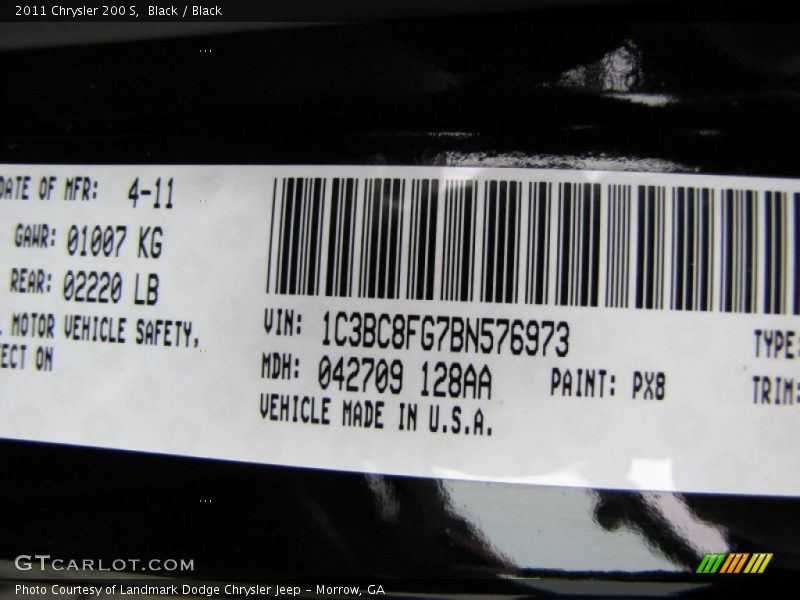 2011 Chrysler 200 S, Black / Black
DATE OF MFR: 4-11
GAWR: 01007 KG
REAR: 02220 LB
MOTOR VEHICLE SAFETY,
ON
VIN: 1C3BC8FG7BN576973
MDH: 042709 128AA PAINT: PX8
VEHICLE MADE IN U.S.A.
TYPE:
TRIM:
GTCARLOT.COM
Photo Courtesy of Landmark Dodge Chrysler Jeep - Morrow, GA